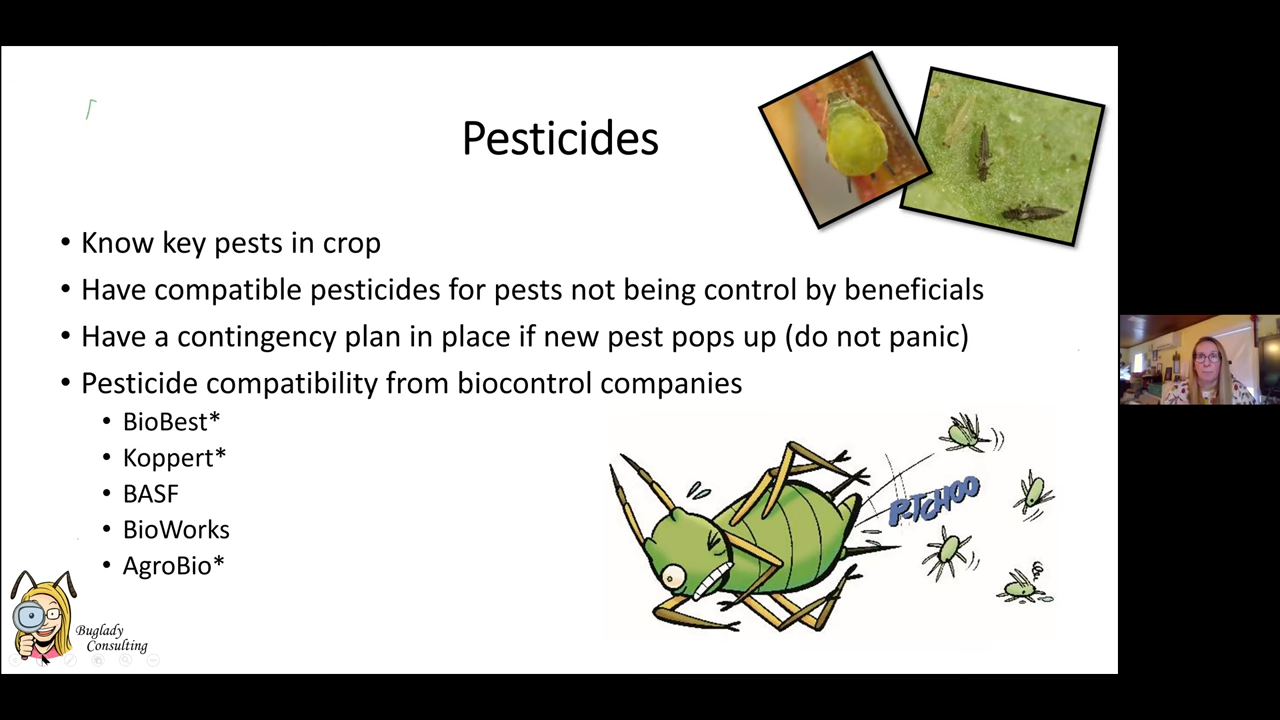 Pesticides
• Know key pests in crop
• Have compatible pesticides for pests not being control by beneficials
• Have a contingency plan in place if new pest pops up (do not panic)
• Pesticide compatibility from biocontrol companies
• BioBest*
• Koppert*
• BASF
• BioWorks
• AgroBio*
PTCHOO
Buglady
Consulting